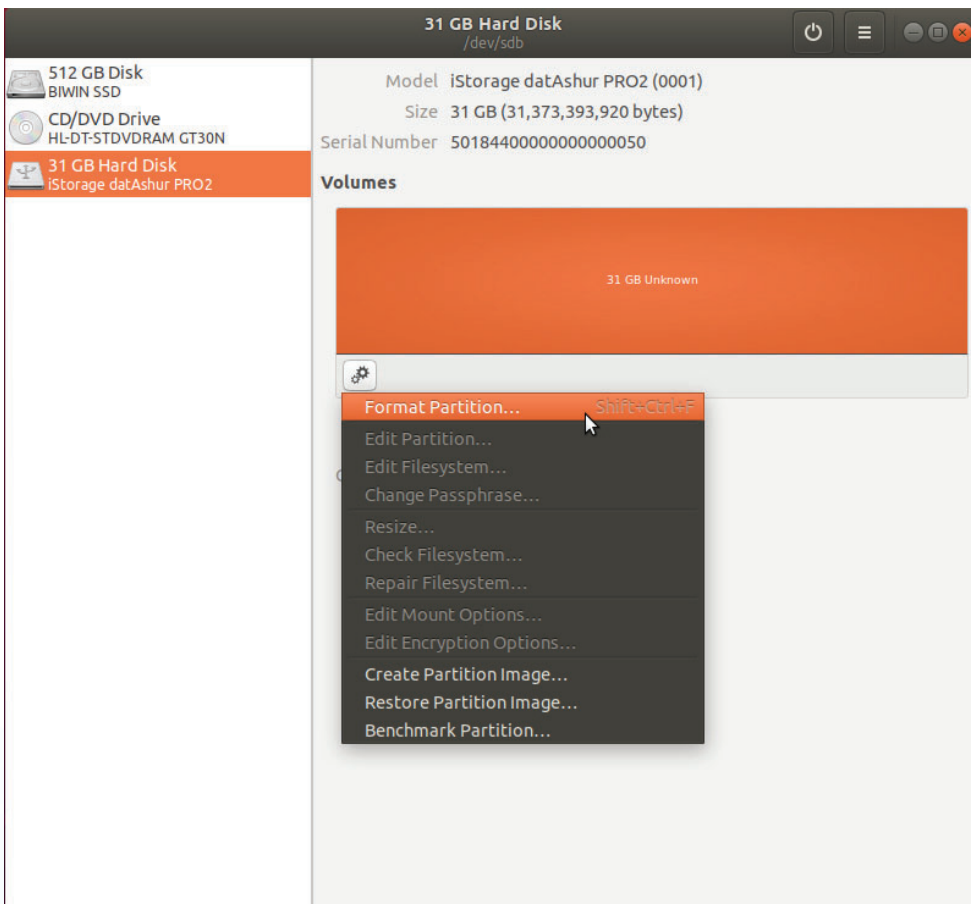 31 GB Hard Disk
/dev/sdb
512 GB Disk
BIWIN SSD
CD/DVD Drive
HL-DT-STDVDRAM GT30N
31 GB Hard Disk
iStorage datAshur PRO2
Model iStorage datAshur PRO2 (0001)
Size 31 GB (31,373,393,920 bytes)
Serial Number 50184400000000000050
Volumes
31 GB Unknown
Format Partition... Shift+Ctrl+F
Edit Partition...
Edit Filesystem...
Change Passphrase...
Resize...
Check Filesystem...
Repair Filesystem...
Edit Mount Options...
Edit Encryption Options...
Create Partition Image...
Restore Partition Image...
Benchmark Partition...